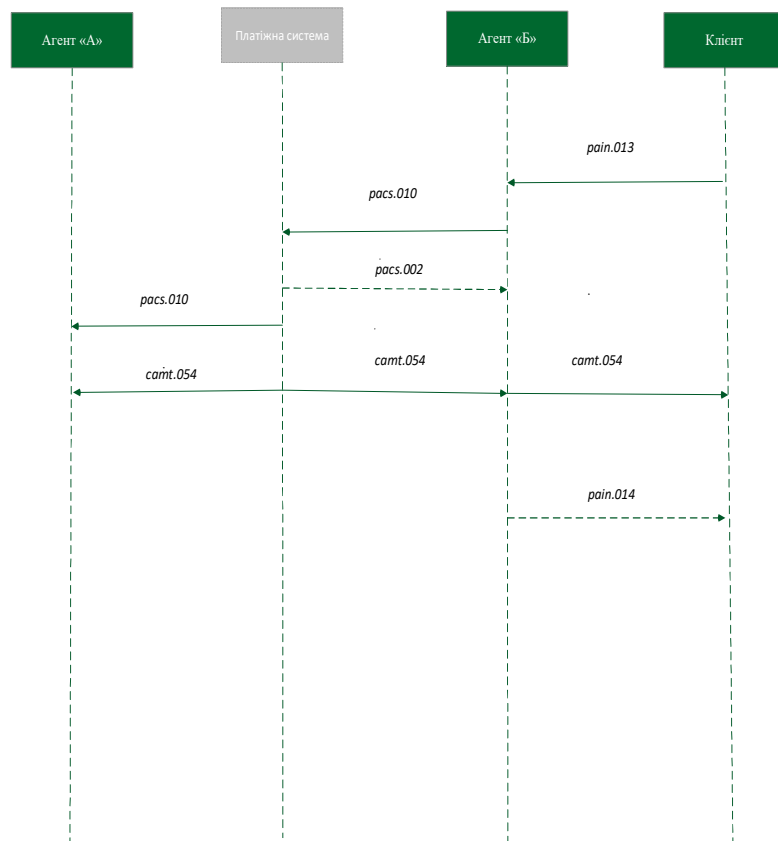 Агент «А»
Платіжна система
Агент «Б»
Клієнт
pain.013
pacs.010
pacs.002
pacs.010
camt.054
camt.054
camt.054
pain.014